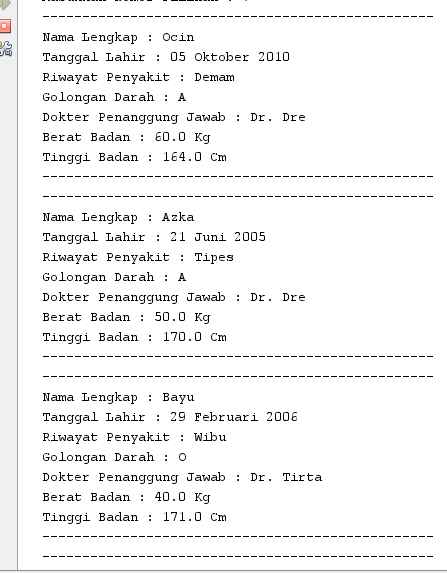 ----------------------------------------------------
Nama Lengkap : Ocin
Tanggal Lahir : 05 Oktober 2010
Riwayat Penyakit : Demam
Golongan Darah : A
Dokter Penanggung Jawab : Dr. Dre
Berat Badan : 60.0 Kg
Tinggi Badan : 164.0 Cm
----------------------------------------------------
----------------------------------------------------
Nama Lengkap : Azka
Tanggal Lahir : 21 Juni 2005
Riwayat Penyakit : Tipes
Golongan Darah : A
Dokter Penanggung Jawab : Dr. Dre
Berat Badan : 50.0 Kg
Tinggi Badan : 170.0 Cm
----------------------------------------------------
----------------------------------------------------
Nama Lengkap : Bayu
Tanggal Lahir : 29 Februari 2006
Riwayat Penyakit : Wibu
Golongan Darah : O
Dokter Penanggung Jawab : Dr. Tirta
Berat Badan : 40.0 Kg
Tinggi Badan : 171.0 Cm
----------------------------------------------------
----------------------------------------------------